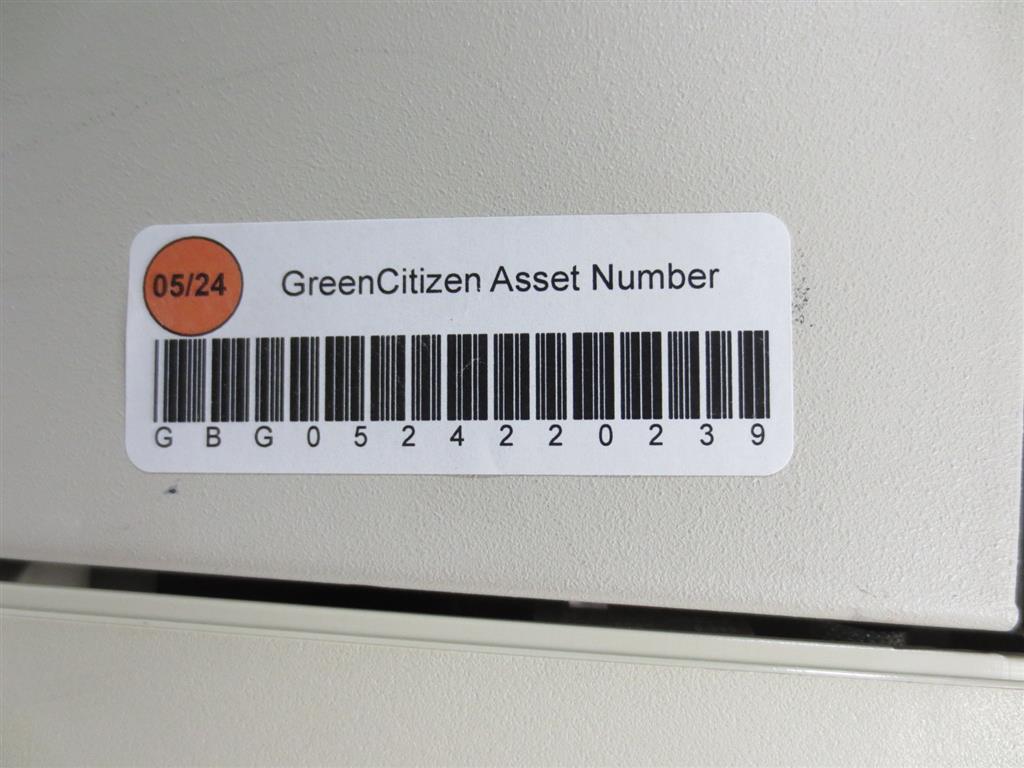 05/24
GreenCitizen Asset Number
G B G 0 5 2 4 2 2 0 2 3 9